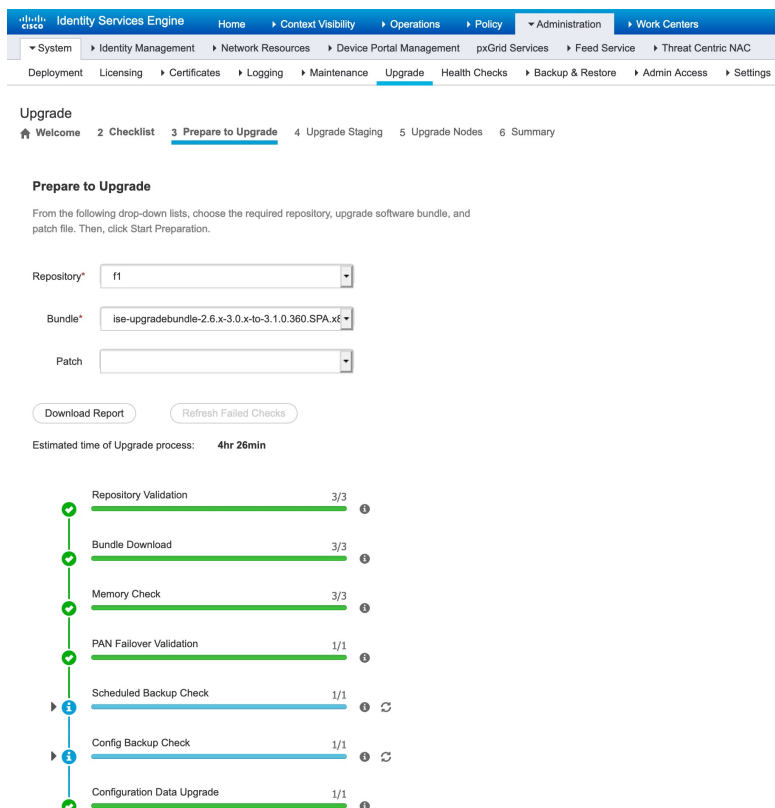 cisco Identity Services Engine Home Context Visibility Operations Policy Administration Work Centers
System Identity Management Network Resources Device Portal Management pxGrid Services Feed Service Threat Centric NAC
Deployment Licensing Certificates Logging Maintenance Upgrade Health Checks Backup & Restore Admin Access Settings
Upgrade
Welcome 2 Checklist 3 Prepare to Upgrade 4 Upgrade Staging 5 Upgrade Nodes 6 Summary
Prepare to Upgrade
From the following drop-down lists, choose the required repository, upgrade software bundle, and
patch file. Then, click Start Preparation.
Repository* f1
Bundle* ise-upgradebundle-2.6.x-3.0.x-to-3.1.0.360.SPA.x8
Patch
Download Report Refresh Failed Checks
Estimated time of Upgrade process: 4hr 26min
Repository Validation 3/3
Bundle Download 3/3
Memory Check 3/3
PAN Failover Validation 1/1
Scheduled Backup Check 1/1
Config Backup Check 1/1
Configuration Data Upgrade 1/1